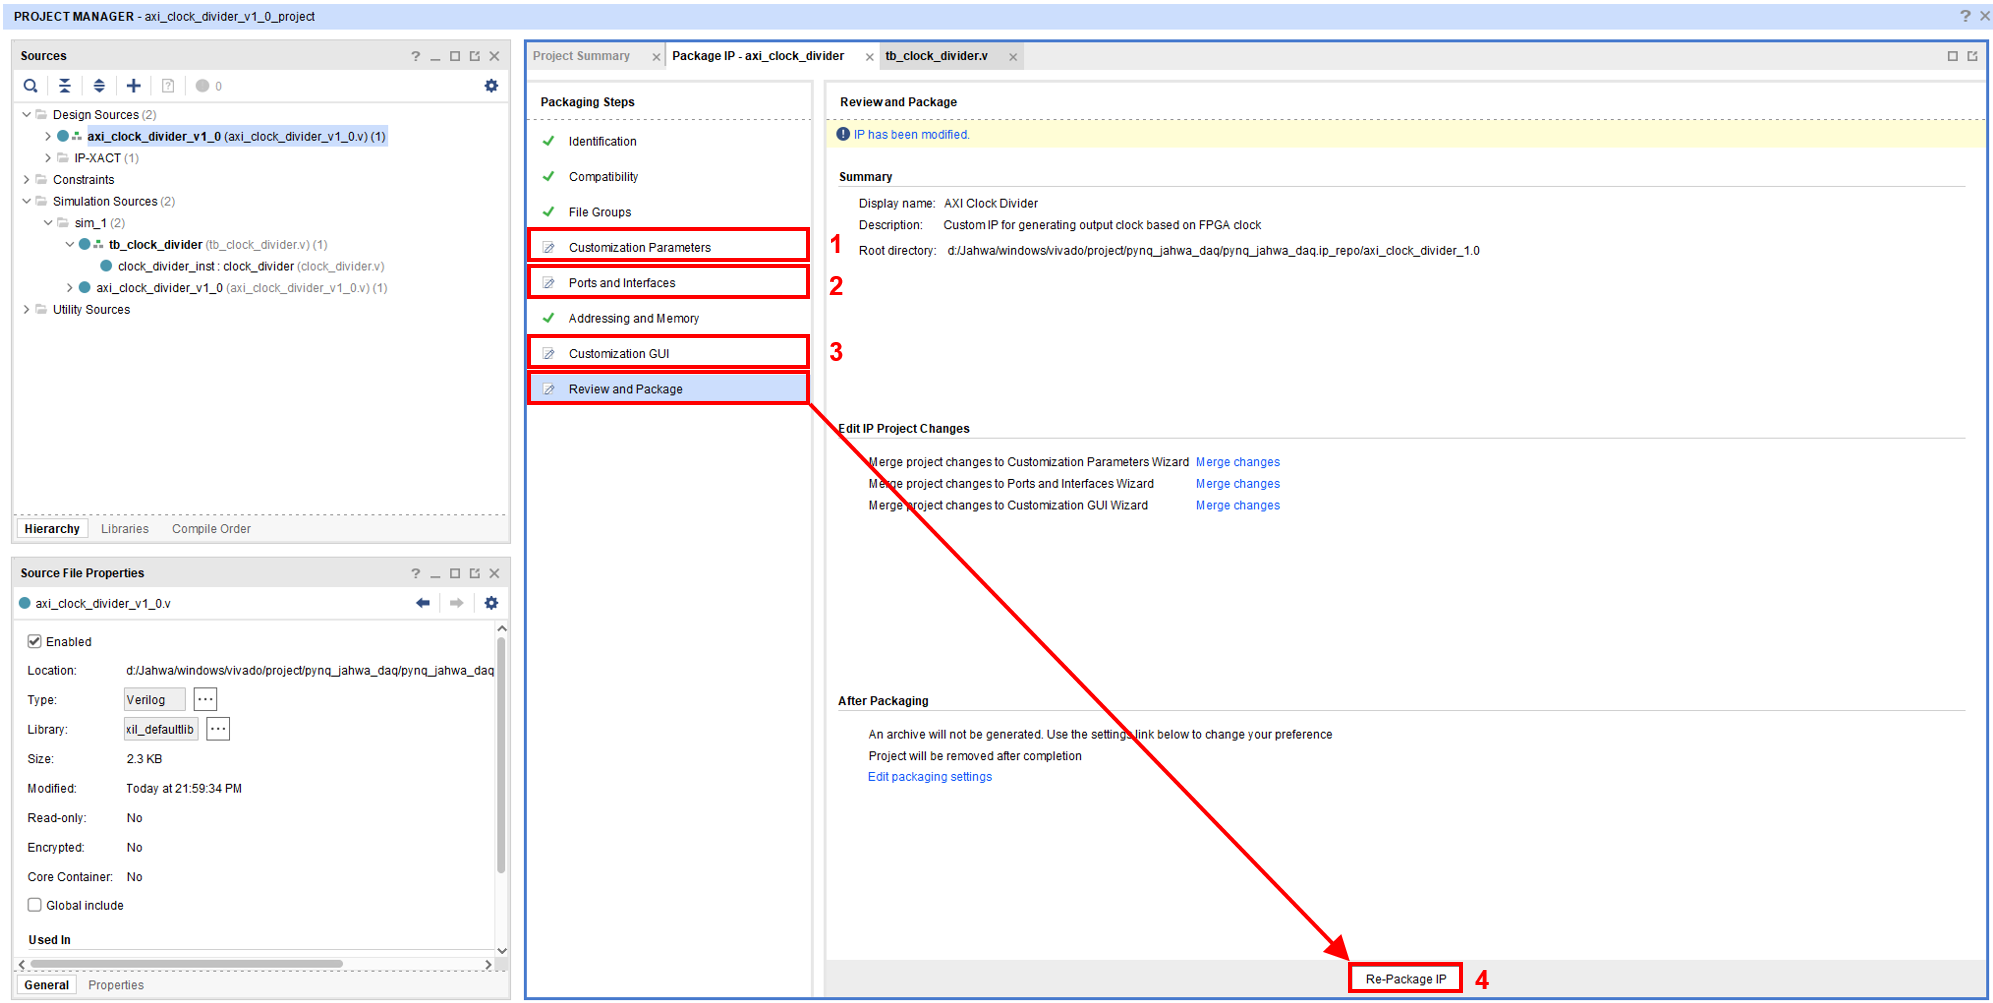 PROJECT MANAGER - axi_clock_divider_v1_0_project
Sources
0
Design Sources (2)
axi_clock_divider_v1_0 (axi_clock_divider_v1_0.v) (1)
IP-XACT (1)
Constraints
Simulation Sources (2)
sim_1 (2)
tb_clock_divider (tb_clock_divider.v) (1)
clock_divider_inst : clock_divider (clock_divider.v)
axi_clock_divider_v1_0 (axi_clock_divider_v1_0.v) (1)
Utility Sources
Hierarchy Libraries Compile Order
Source File Properties
axi_clock_divider_v1_0.v
Enabled
Location: d:/Jahwa/windows/vivado/project/pynq_jahwa_daq/pynq_jahwa_daq
Type: Verilog ...
Library: xil_defaultlib ...
Size: 2.3 KB
Modified: Today at 21:59:34 PM
Read-only: No
Encrypted: No
Core Container: No
Global include
Used In
General Properties
Project Summary Package IP - axi_clock_divider tb_clock_divider.v
Packaging Steps
Identification
Compatibility
File Groups
Customization Parameters 1
Ports and Interfaces 2
Addressing and Memory
Customization GUI 3
Review and Package
Review and Package
IP has been modified.
Summary
Display name: AXI Clock Divider
Description: Custom IP for generating output clock based on FPGA clock
Root directory: d:/Jahwa/windows/vivado/project/pynq_jahwa_daq/pynq_jahwa_daq.ip_repo/axi_clock_divider_1.0
Edit IP Project Changes
Merge project changes to Customization Parameters Wizard Merge changes
Merge project changes to Ports and Interfaces Wizard Merge changes
Merge project changes to Customization GUI Wizard Merge changes
After Packaging
An archive will not be generated. Use the settings link below to change your preference
Project will be removed after completion
Edit packaging settings
Re-Package IP 4